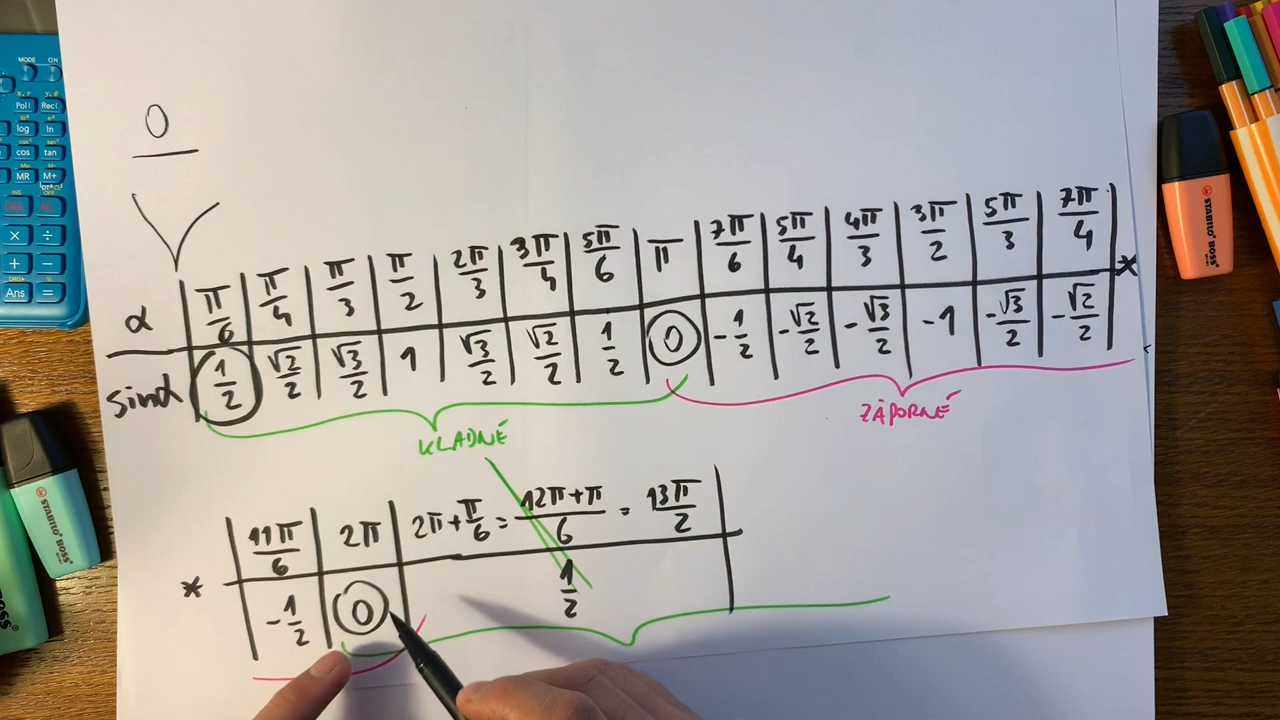 0
α π/6 π/4 π/3 π/2 2π/3 3π/4 5π/6 π 7π/6 5π/4 4π/3 3π/2 5π/3 7π/4 *
sinα 1/2 √2/2 √3/2 1 √3/2 √2/2 1/2 0 -1/2 -√2/2 -√3/2 -1 -√3/2 -√2/2
KLADNÉ ZÁPORNÉ
* 11π/6 2π 2π+π/6 = 12π+π/6 = 13π/2
-1/2 0 1/2
MODE ON
Pol( Rec(
log ln
cos tan
MR M+
DEL AC
× ÷
+ −
Ans =
STABILO BOSS
STABILO BOSS
BOSS
STABILO BOSS